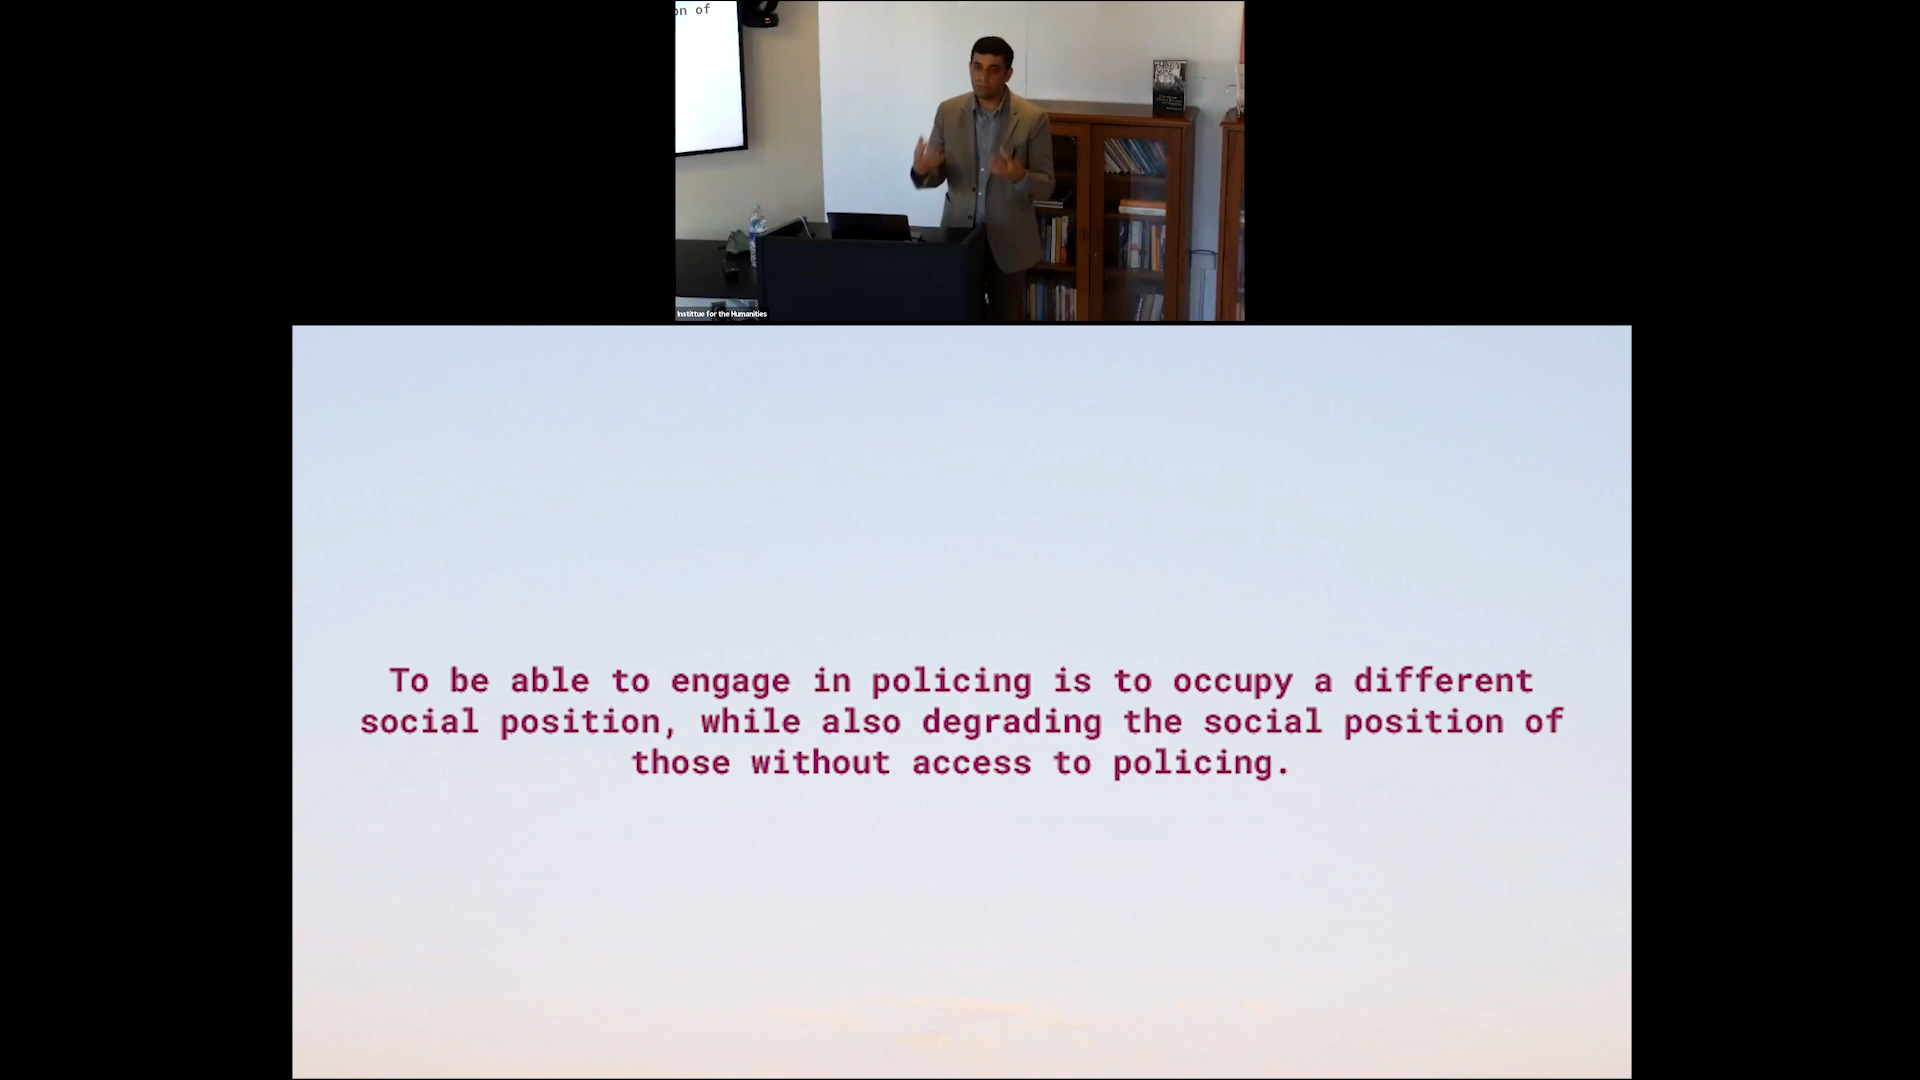 on of
Instittue for the Humanities
To be able to engage in policing is to occupy a different
social position, while also degrading the social position of
those without access to policing.